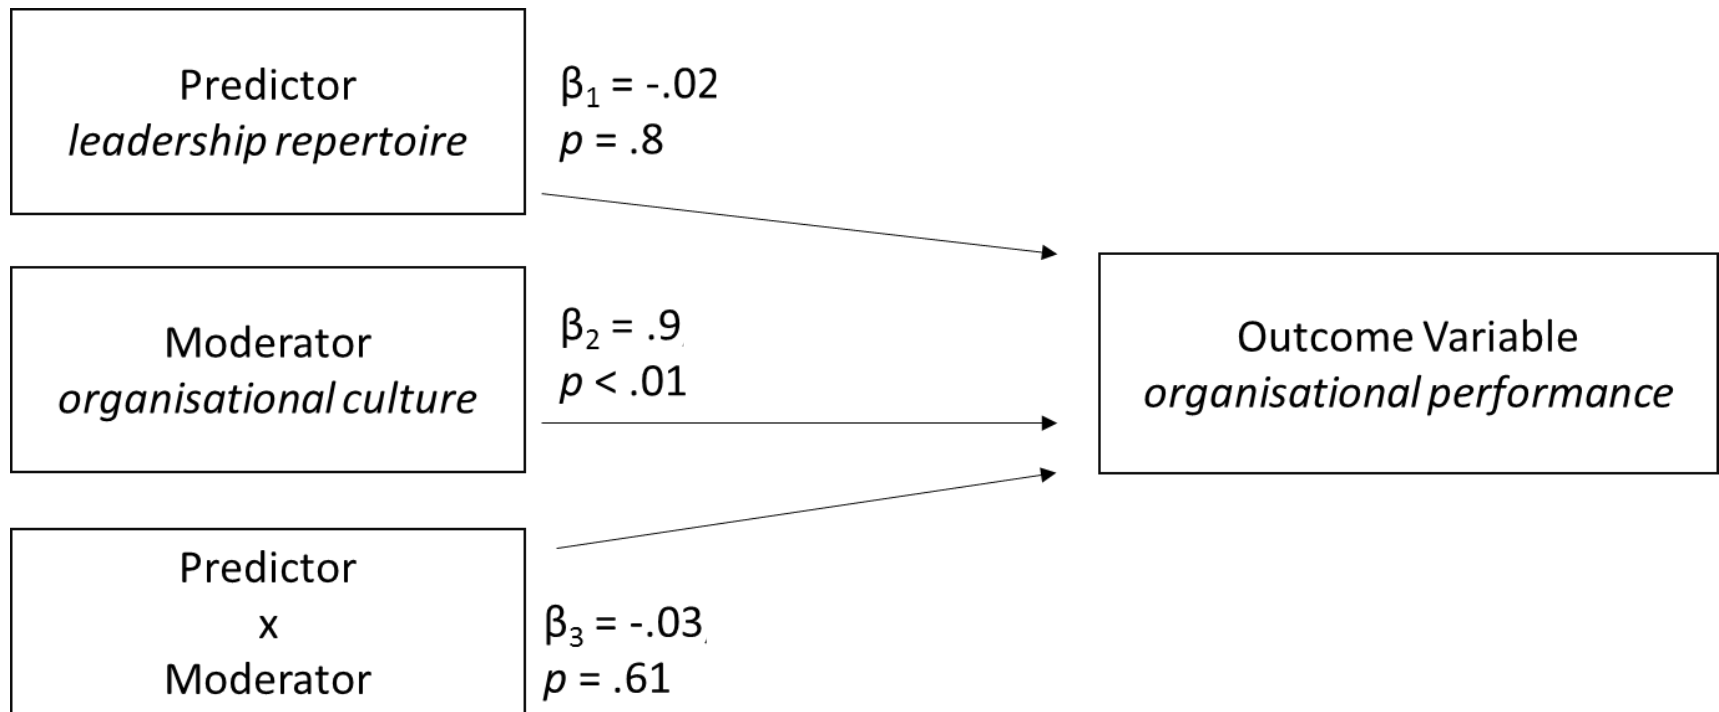 Predictor
leadership repertoire
β₁ = -.02
p = .8
Moderator
organisational culture
β₂ = .9
p < .01
Predictor
x
Moderator
β₃ = -.03
p = .61
Outcome Variable
organisational performance